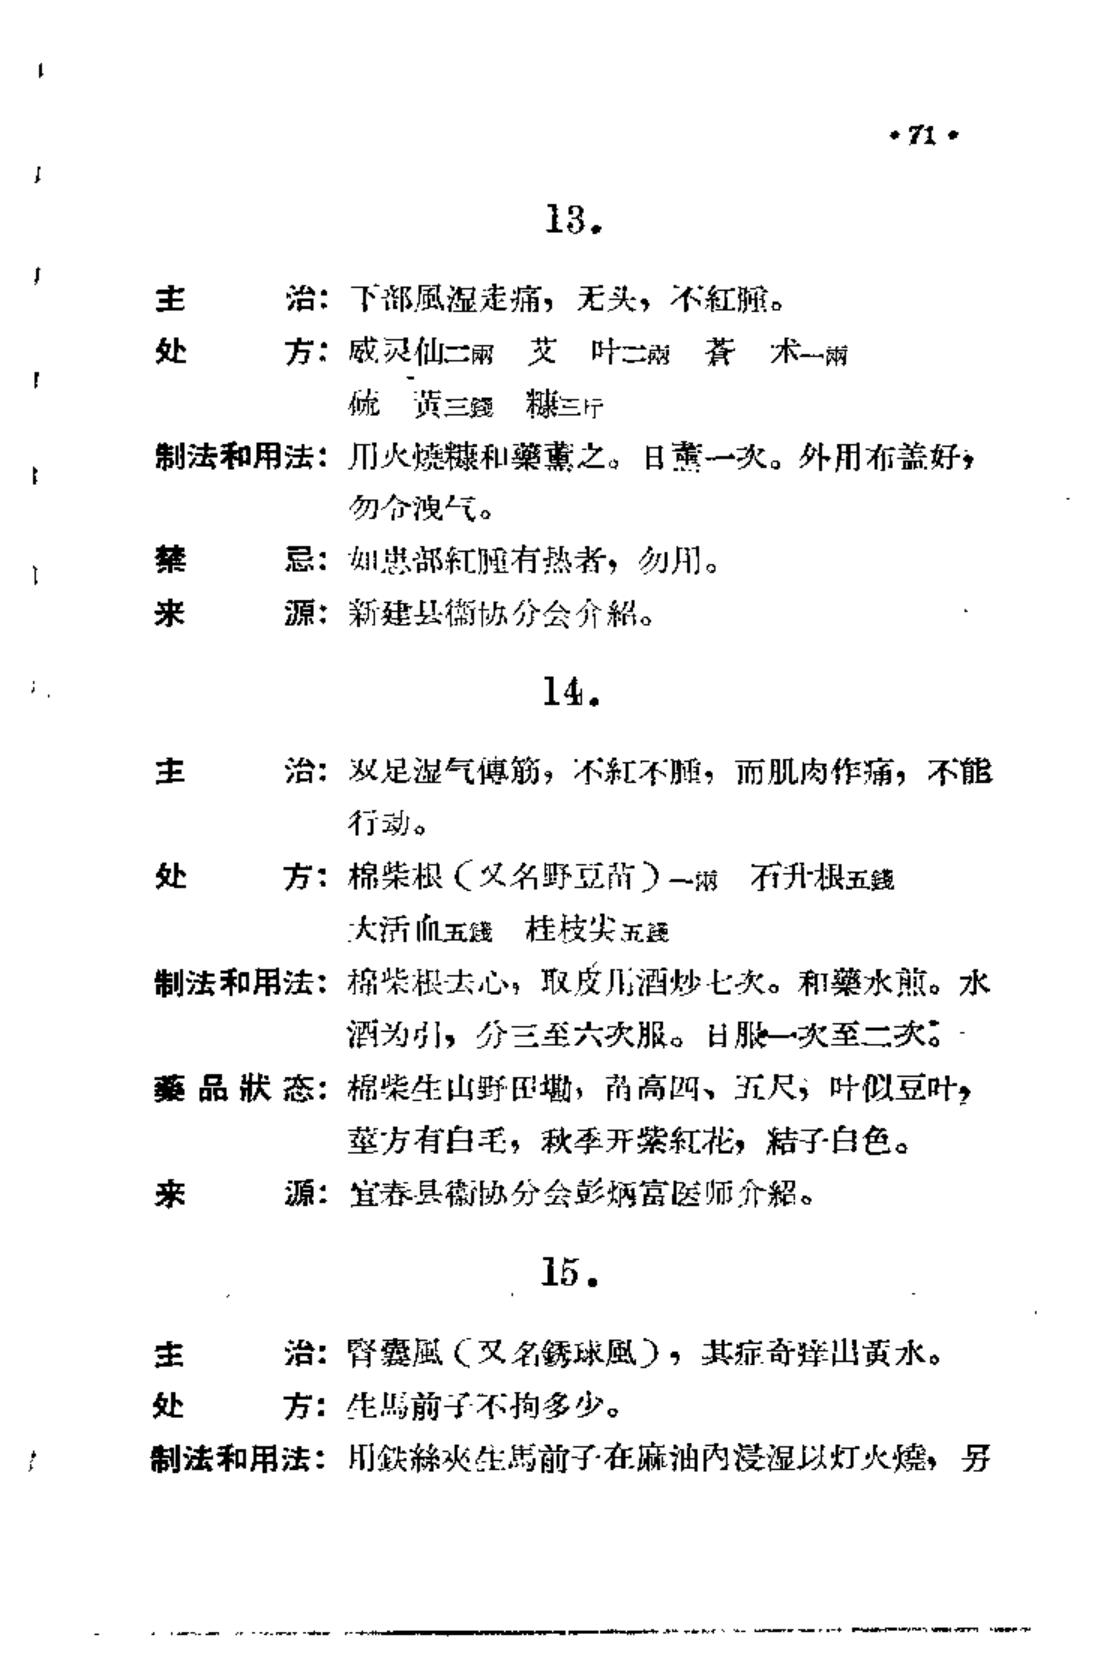 •71•
13.
主　　治：下部風湿走痛，无头，不紅腫。
处　　方：威灵仙二兩　艾　叶二兩　蒼　术一兩
硫　黃三錢　糠三斤
制法和用法：用火燒糠和藥薰之。日薰一次。外用布盖好，
勿令洩气。
禁　　忌：如患部紅腫有热者，勿用。
来　　源：新建县衞协分会介紹。
14.
主　　治：双足湿气傅筋，不紅不腫，而肌肉作痛，不能
行动。
处　　方：棉柴根（又名野豆苗）一兩　石升根五錢
大活血五錢　桂枝尖五錢
制法和用法：棉柴根去心，取皮用酒炒七次。和藥水煎。水
酒为引，分三至六次服。日服一次至二次。
藥品狀态：棉柴生山野田塝，苗高四、五尺，叶似豆叶，
莖方有白毛，秋季开紫紅花，結子白色。
来　　源：宜春县衞协分会彭炳富医师介紹。
15.
主　　治：腎囊風（又名銹球風），其症奇痒出黃水。
处　　方：生馬前子不拘多少。
制法和用法：用鉄絲夾生馬前子在麻油內浸湿以灯火燒，另